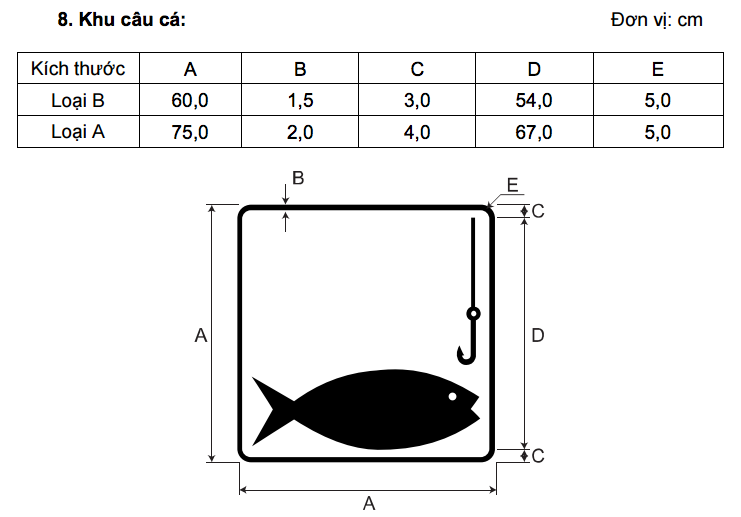 8. Khu câu cá: Đơn vị: cm
Kích thước A B C D E
Loại B 60,0 1,5 3,0 54,0 5,0
Loại A 75,0 2,0 4,0 67,0 5,0
B
E
C
A
D
C
A